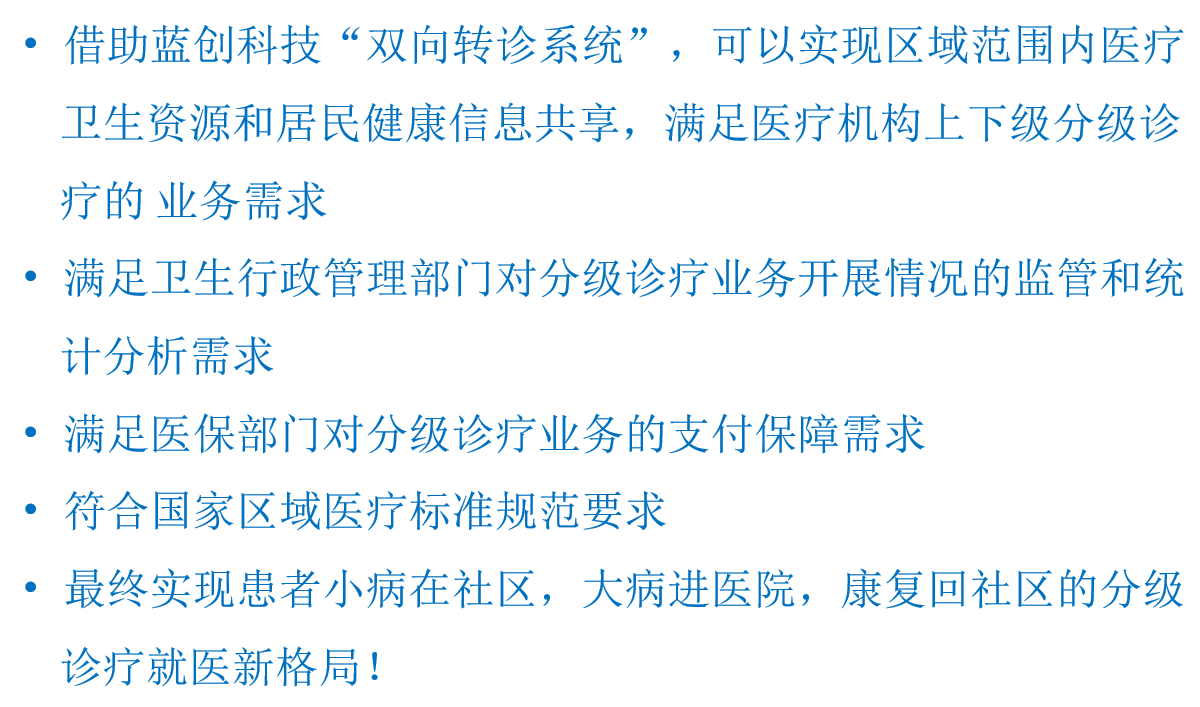 • 借助蓝创科技“双向转诊系统”，可以实现区域范围内医疗
卫生资源和居民健康信息共享，满足医疗机构上下级分级诊
疗的 业务需求
• 满足卫生行政管理部门对分级诊疗业务开展情况的监管和统
计分析需求
• 满足医保部门对分级诊疗业务的支付保障需求
• 符合国家区域医疗标准规范要求
• 最终实现患者小病在社区，大病进医院，康复回社区的分级
诊疗就医新格局！